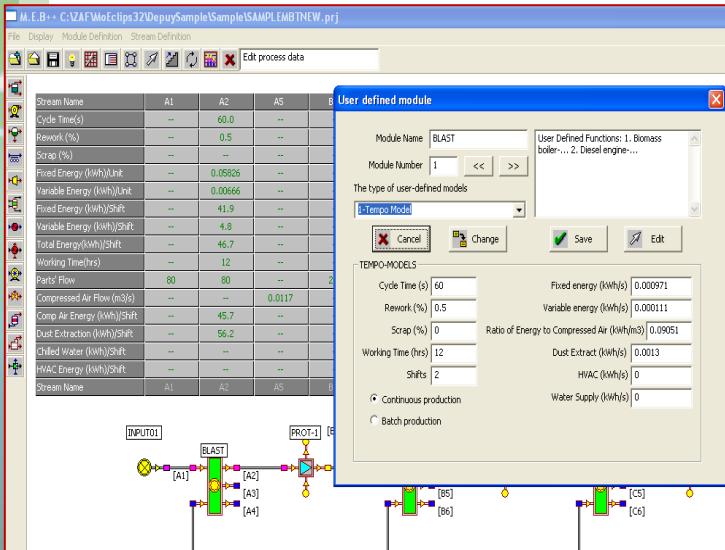 M.E.B++ C:\ZAF\MoEclips32\DepuySample\Sample\SAMPLEMBTNEW.prj
File Display Module Definition Stream Definition
Edit process data
Stream Name A1 A2 A5 B
Cycle Time(s) -- 60.0 --
Rework (%) -- 0.5 --
Scrap (%) -- -- --
Fixed Energy (kWh)/Unit -- 0.05826 --
Variable Energy (kWh)/Unit -- 0.00666 --
Fixed Energy (kWh)/Shift -- 41.9 --
Variable Energy (kWh)/Shift -- 4.8 --
Total Energy(kWh)/Shift -- 46.7 --
Working Time(hrs) -- 12 --
Parts' Flow 80 80 -- 2
Compressed Air Flow (m3/s) -- -- 0.0117
Comp Air Energy (kWh)/Shift -- 45.7 --
Dust Extraction (kWh)/Shift -- 56.2 --
Chilled Water (kWh)/Shift -- -- --
HVAC Energy (kWh)/Shift -- -- --
Stream Name A1 A2 A5 B
User defined module
Module Name BLAST
Module Number 1 << >>
User Defined Functions: 1. Biomass
boiler-... 2. Diesel engine-...
The type of user-defined models
1-Tempo Model
Cancel Change Save Edit
TEMPO-MODELS
Cycle Time (s) 60 Fixed energy (kWh/s) 0.000971
Rework (%) 0.5 Variable energy (kWh/s) 0.000111
Scrap (%) 0 Ratio of Energy to Compressed Air (kWh/m3) 0.09051
Working Time (hrs) 12 Dust Extract (kWh/s) 0.0013
Shifts 2 HVAC (kWh/s) 0
Continuous production Water Supply (kWh/s) 0
Batch production
INPUT01 BLAST PROT-1 [B
[A1] [A2]
[A3] [B5] [C5]
[A4] [B6] [C6]